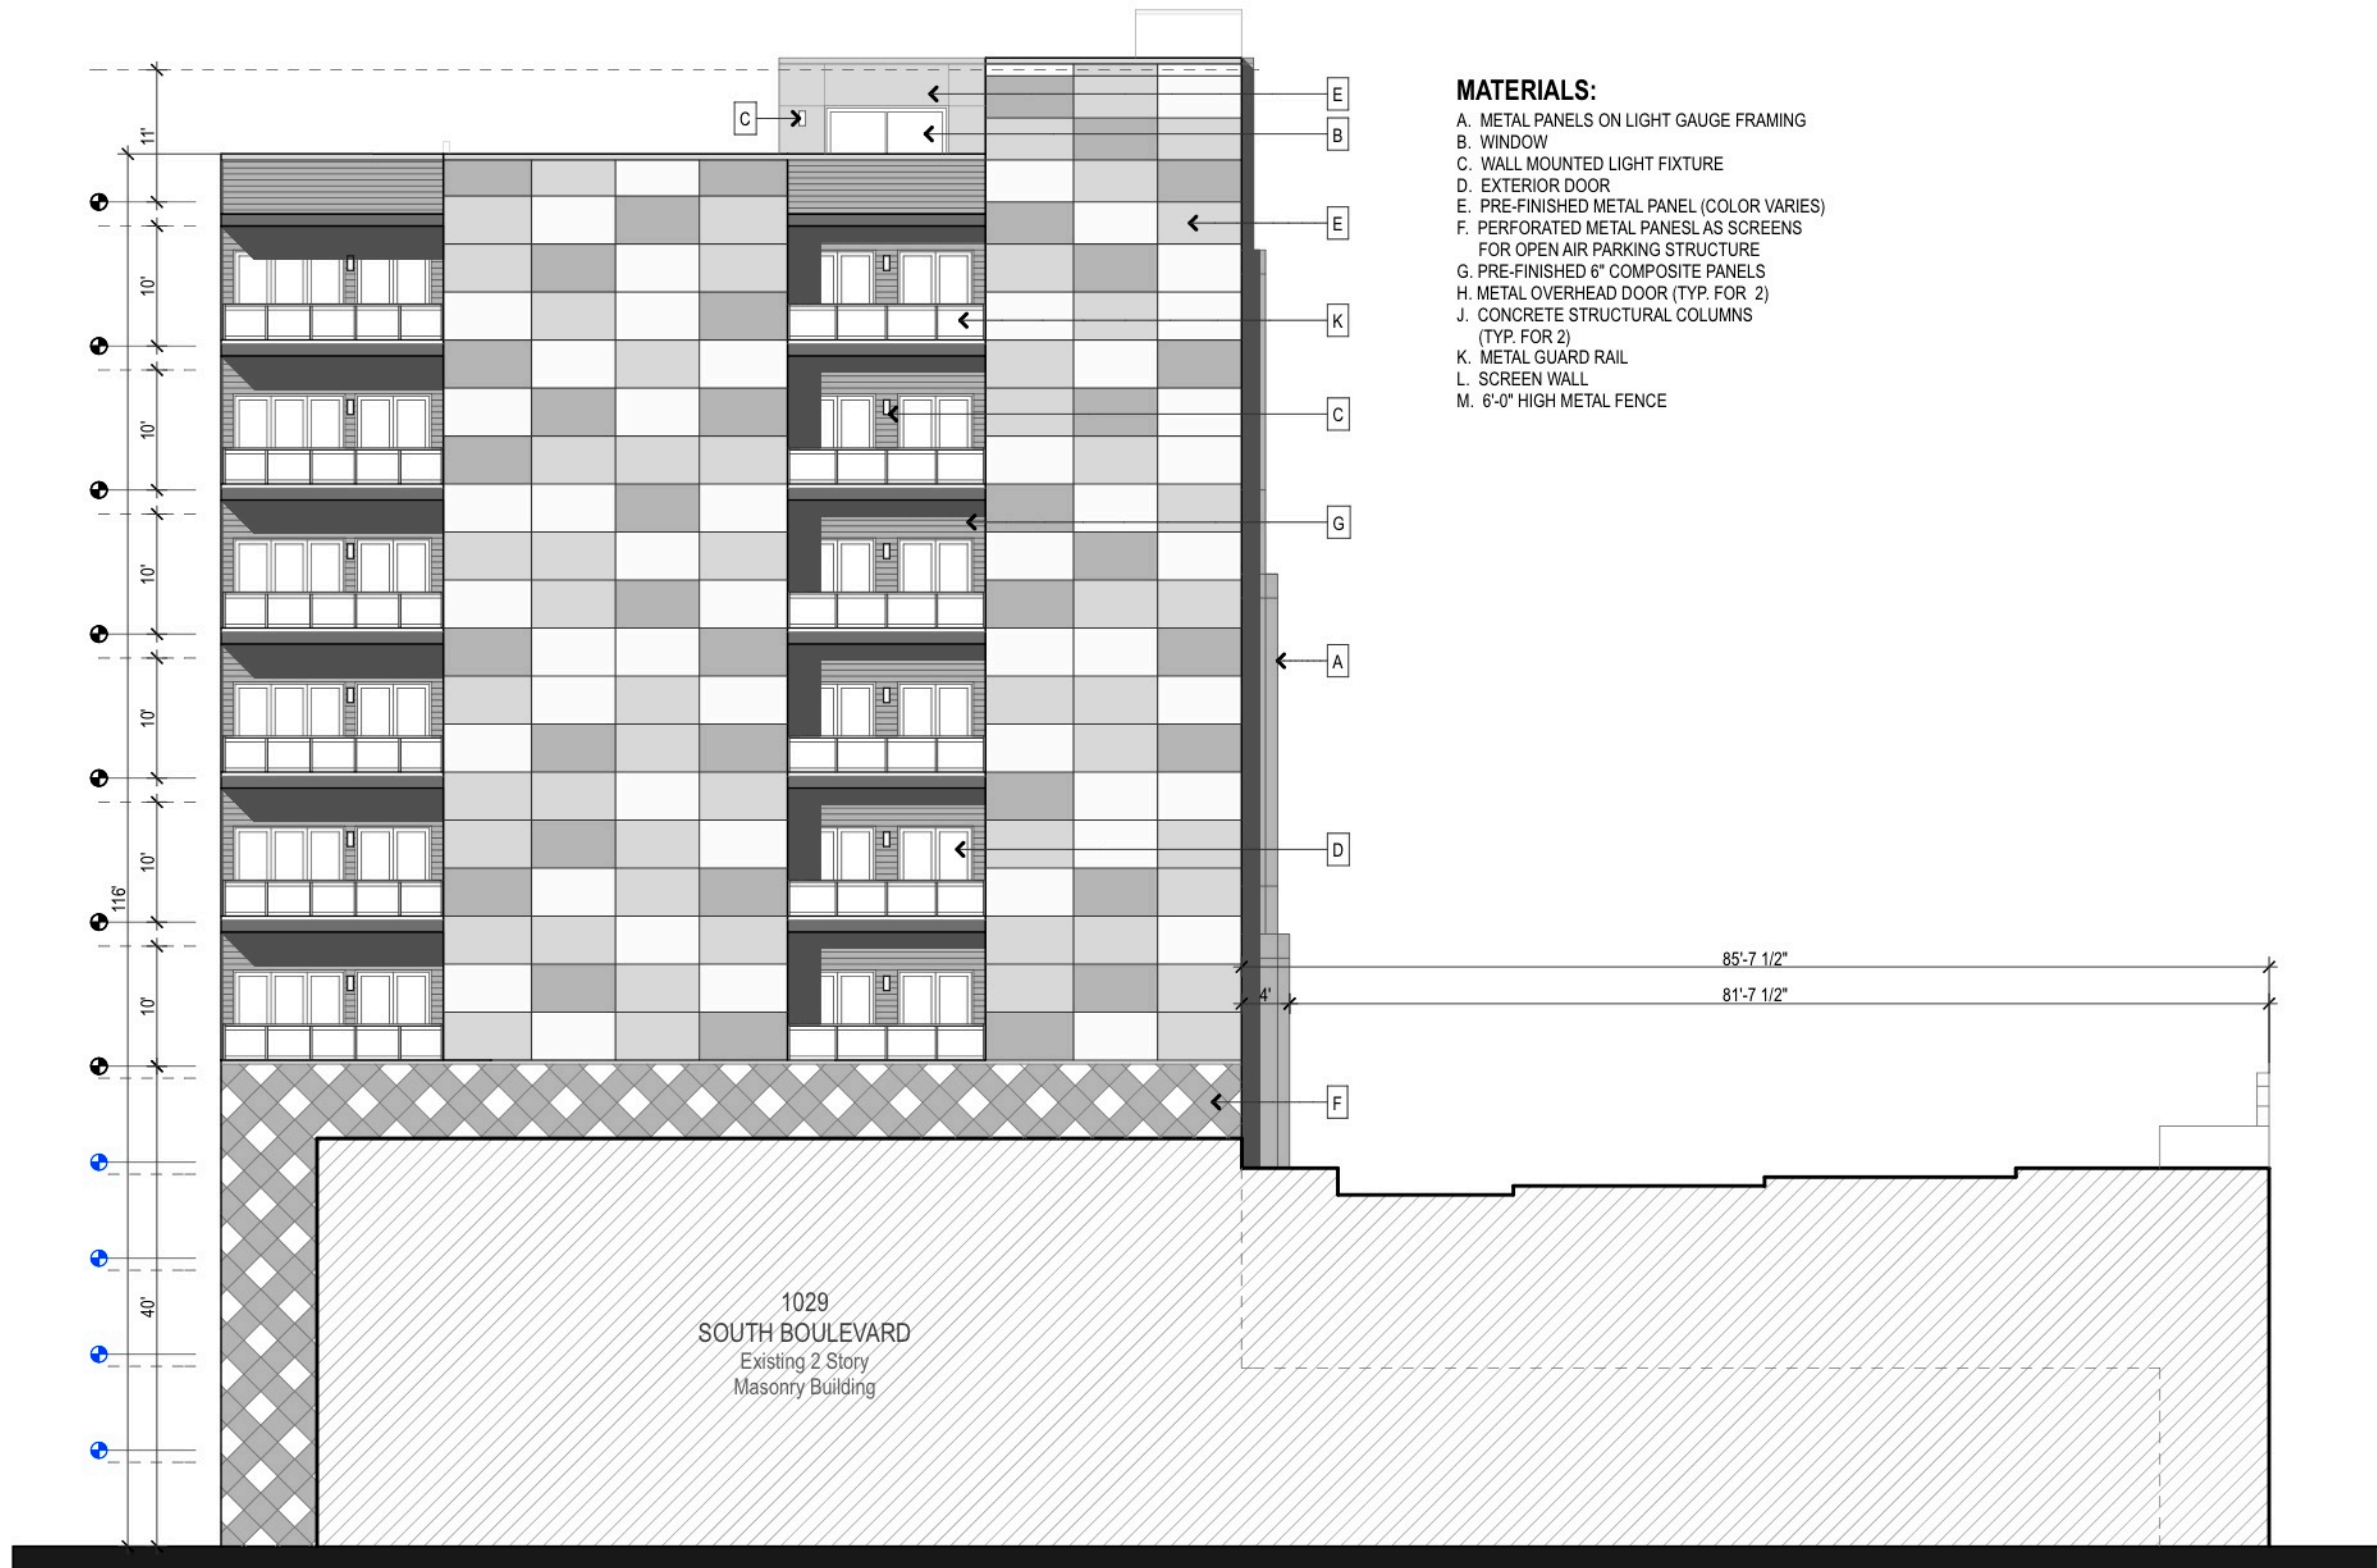 E
C
B
MATERIALS:
A. METAL PANELS ON LIGHT GAUGE FRAMING
B. WINDOW
C. WALL MOUNTED LIGHT FIXTURE
D. EXTERIOR DOOR
E. PRE-FINISHED METAL PANEL (COLOR VARIES)
F. PERFORATED METAL PANESL AS SCREENS
FOR OPEN AIR PARKING STRUCTURE
G. PRE-FINISHED 6" COMPOSITE PANELS
H. METAL OVERHEAD DOOR (TYP. FOR 2)
J. CONCRETE STRUCTURAL COLUMNS
(TYP. FOR 2)
K. METAL GUARD RAIL
L. SCREEN WALL
M. 6'-0" HIGH METAL FENCE
11'
E
10'
K
C
10'
G
10'
A
10'
D
10'
116'
85'-7 1/2"
4'
81'-7 1/2"
10'
F
40'
1029
SOUTH BOULEVARD
Existing 2 Story
Masonry Building